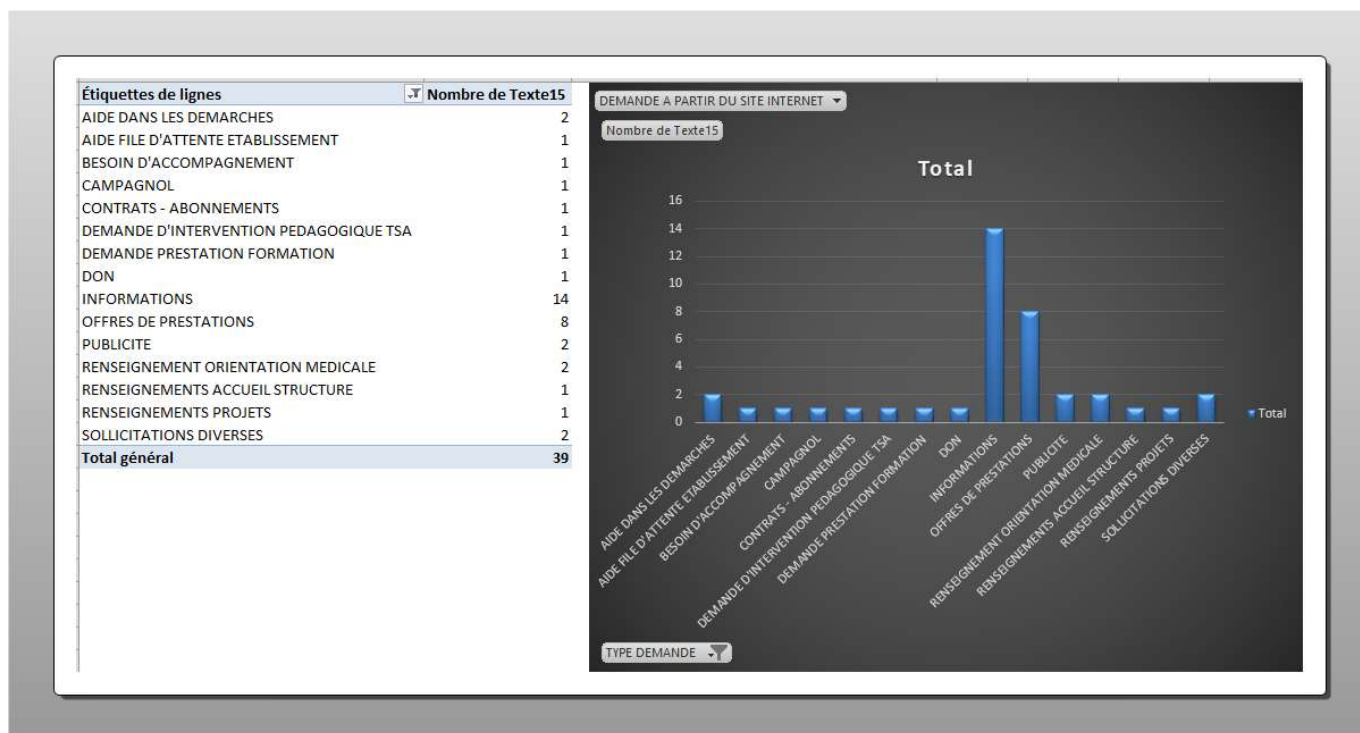 Étiquettes de lignes Nombre de Texte15
AIDE DANS LES DEMARCHES 2
AIDE FILE D'ATTENTE ETABLISSEMENT 1
BESOIN D'ACCOMPAGNEMENT 1
CAMPAGNOL 1
CONTRATS - ABONNEMENTS 1
DEMANDE D'INTERVENTION PEDAGOGIQUE TSA 1
DEMANDE PRESTATION FORMATION 1
DON 1
INFORMATIONS 14
OFFRES DE PRESTATIONS 8
PUBLICITE 2
RENSEIGNEMENT ORIENTATION MEDICALE 2
RENSEIGNEMENTS ACCUEIL STRUCTURE 1
RENSEIGNEMENTS PROJETS 1
SOLLICITATIONS DIVERSES 2
Total général 39
DEMANDE A PARTIR DU SITE INTERNET
Nombre de Texte15
Total
16
14
12
10
8
6
4
2
0
Total
AIDE DANS LES DEMARCHES
AIDE FILE D'ATTENTE ETABLISSEMENT
BESOIN D'ACCOMPAGNEMENT
CAMPAGNOL
CONTRATS - ABONNEMENTS
DEMANDE D'INTERVENTION PEDAGOGIQUE TSA
DEMANDE PRESTATION FORMATION
DON
INFORMATIONS
OFFRES DE PRESTATIONS
PUBLICITE
RENSEIGNEMENT ORIENTATION MEDICALE
RENSEIGNEMENTS ACCUEIL STRUCTURE
RENSEIGNEMENTS PROJETS
SOLLICITATIONS DIVERSES
TYPE DEMANDE